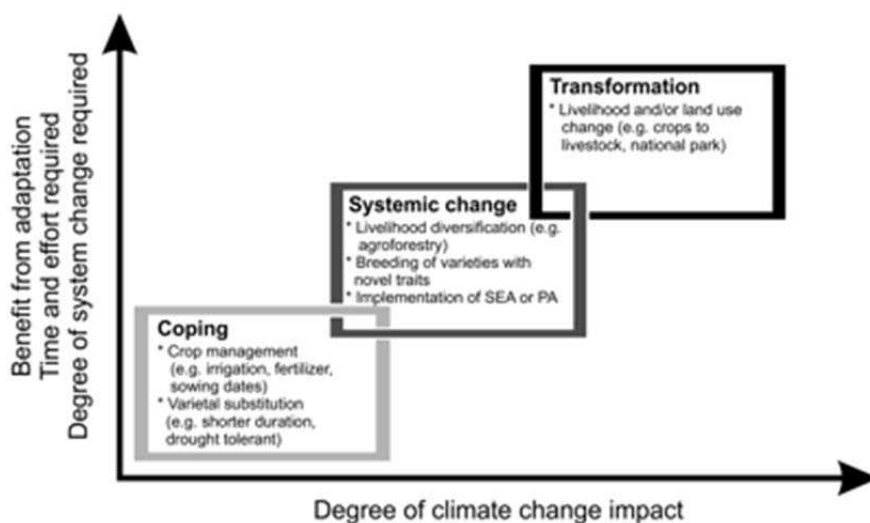 Benefit from adaptation
Time and effort required
Degree of system change required
Transformation
* Livelihood and/or land use
change (e.g. crops to
livestock, national park)
Systemic change
* Livelihood diversification (e.g.
agroforestry)
* Breeding of varieties with
novel traits
* Implementation of SEA or PA
Coping
* Crop management
(e.g. irrigation, fertilizer,
sowing dates)
* Varietal substitution
(e.g. shorter duration,
drought tolerant)
Degree of climate change impact